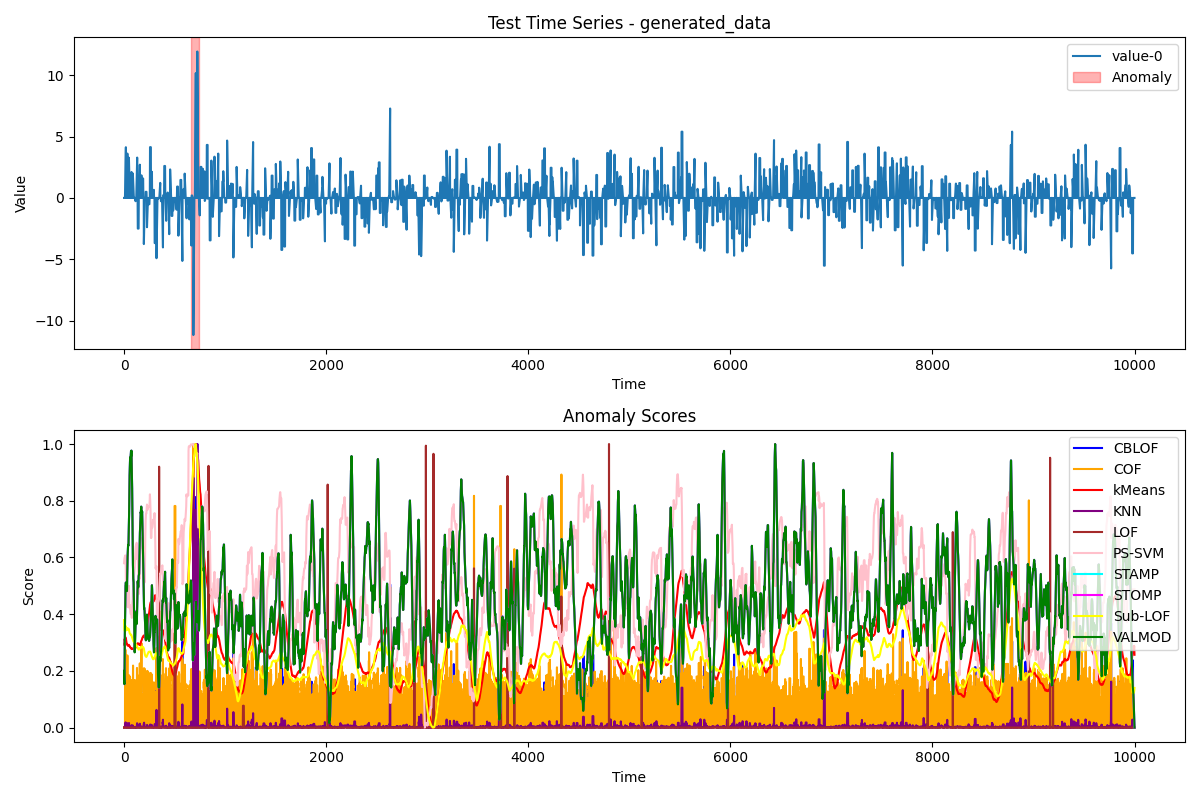 Test Time Series - generated_data
value-0
Anomaly
10
5
0
−5
−10
Value
0
2000
4000
6000
8000
10000
Time
Anomaly Scores
CBLOF
COF
kMeans
KNN
LOF
PS-SVM
STAMP
STOMP
Sub-LOF
VALMOD
1.0
0.8
0.6
0.4
0.2
0.0
Score
0
2000
4000
6000
8000
10000
Time